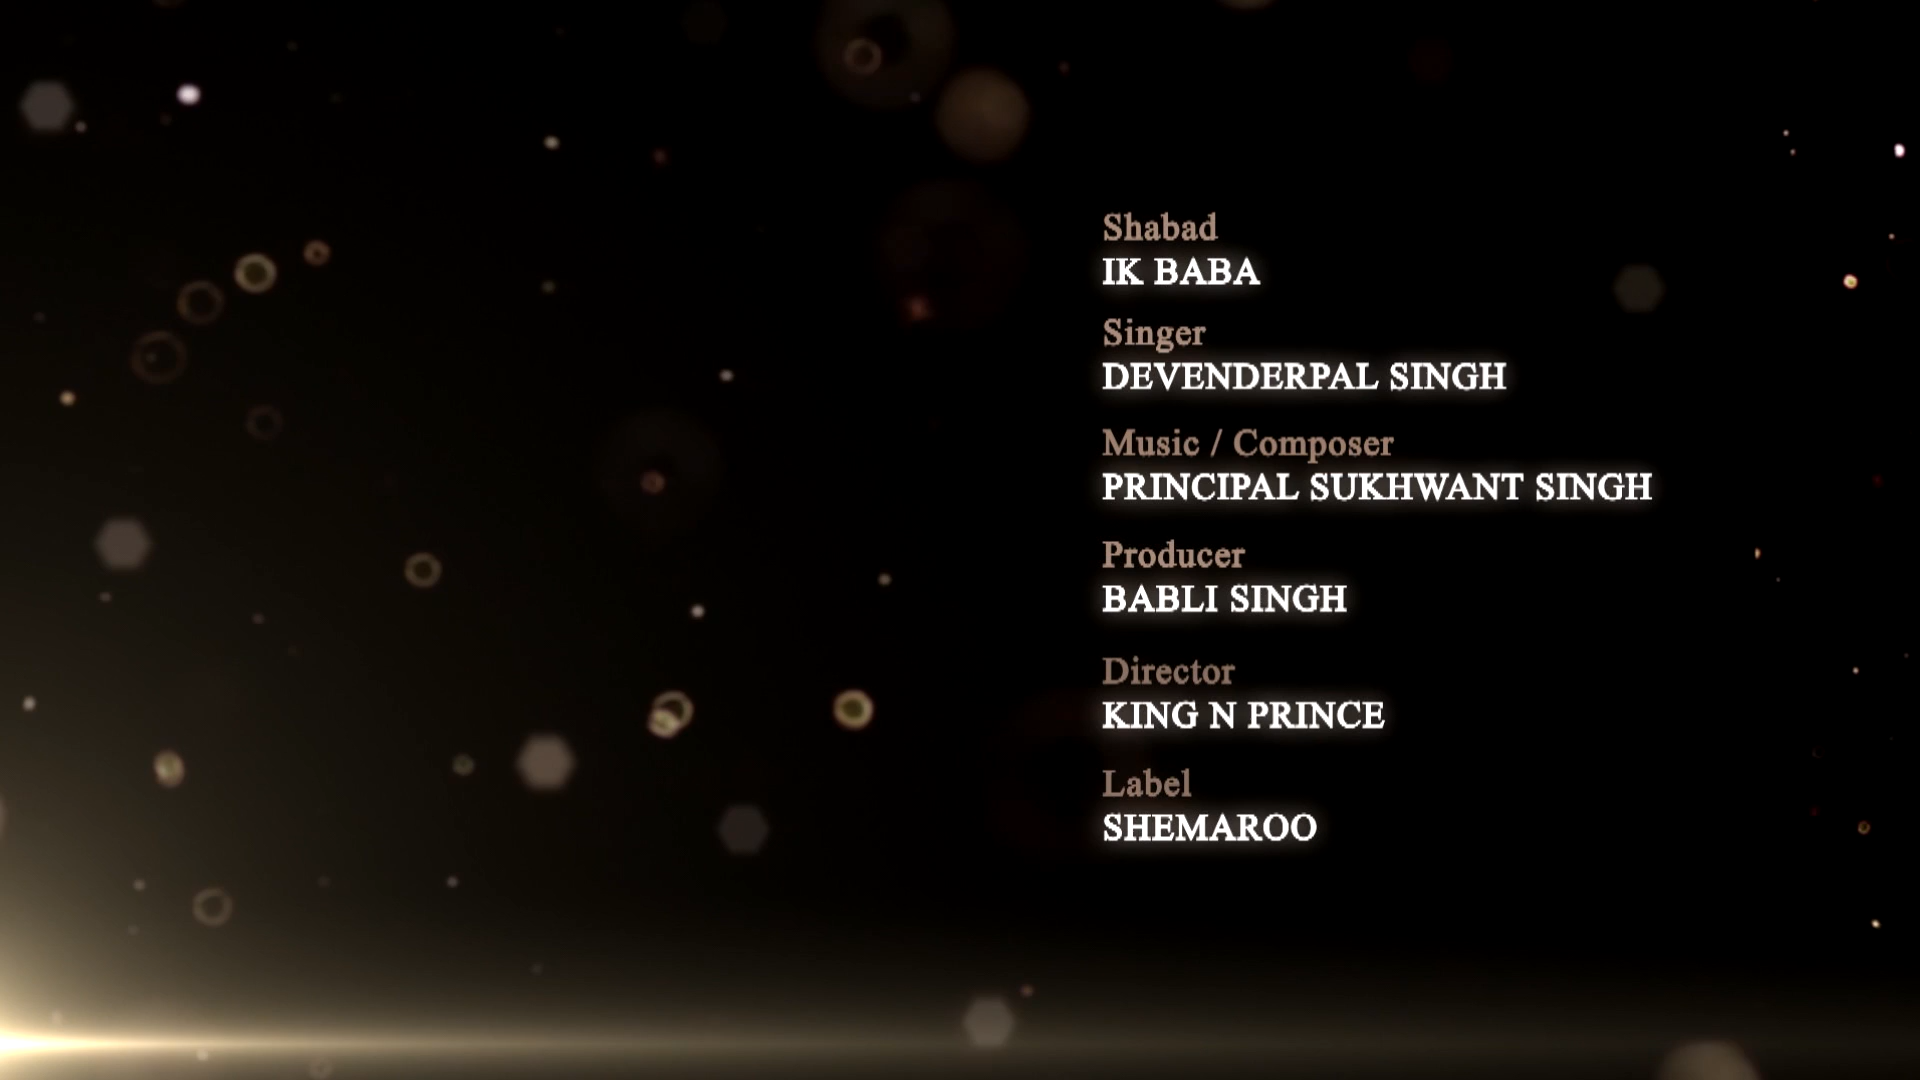 Shabad
IK BABA
Singer
DEVENDERPAL SINGH
Music / Composer
PRINCIPAL SUKHWANT SINGH
Producer
BABLI SINGH
Director
KING N PRINCE
Label
SHEMAROO